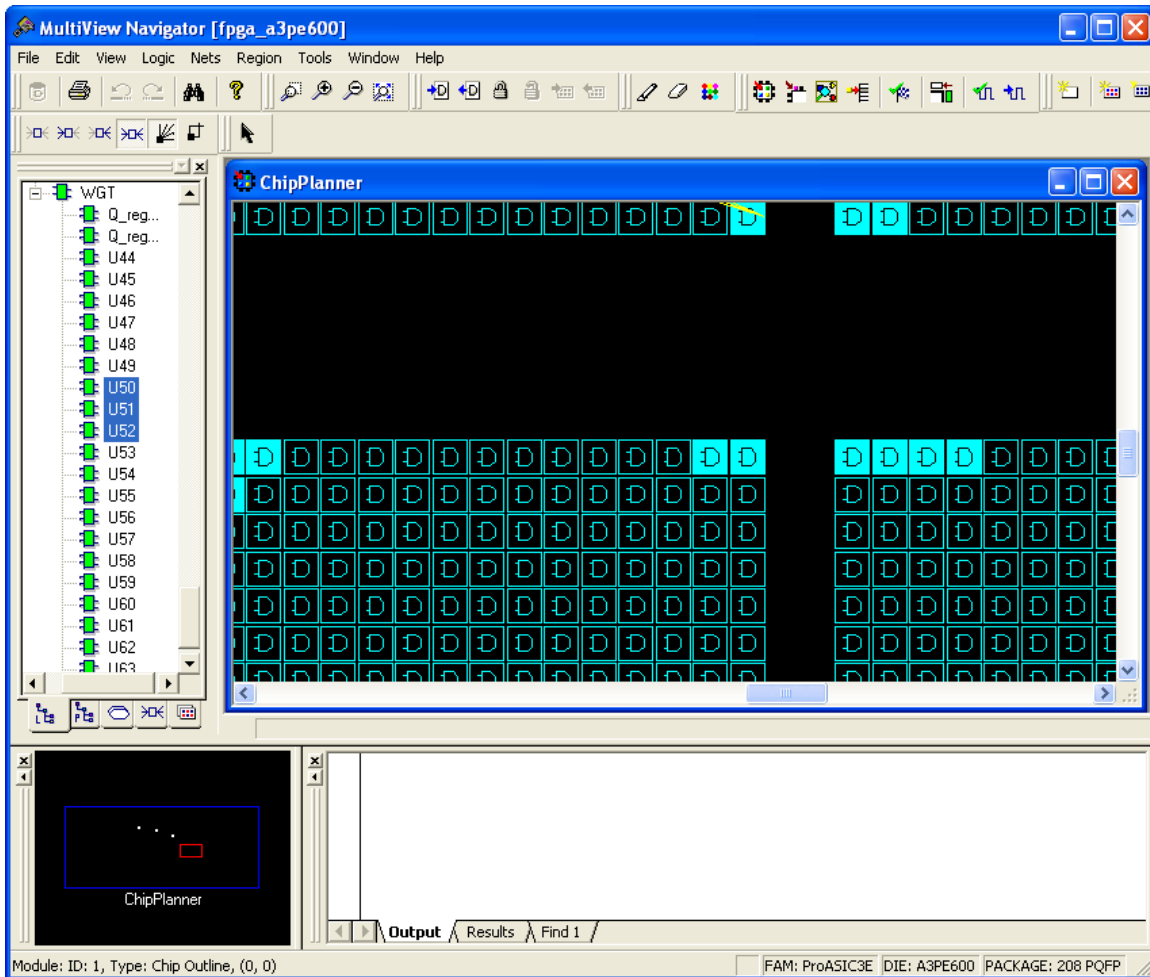 MultiView Navigator [fpga_a3pe600]
File Edit View Logic Nets Region Tools Window Help
WGT
Q_reg...
Q_reg...
U44
U45
U46
U47
U48
U49
U50
U51
U52
U53
U54
U55
U56
U57
U58
U59
U60
U61
U62
U63
ChipPlanner
ChipPlanner
Output Results Find 1
Module: ID: 1, Type: Chip Outline, (0, 0)
FAM: ProASIC3E DIE: A3PE600 PACKAGE: 208 PQFP